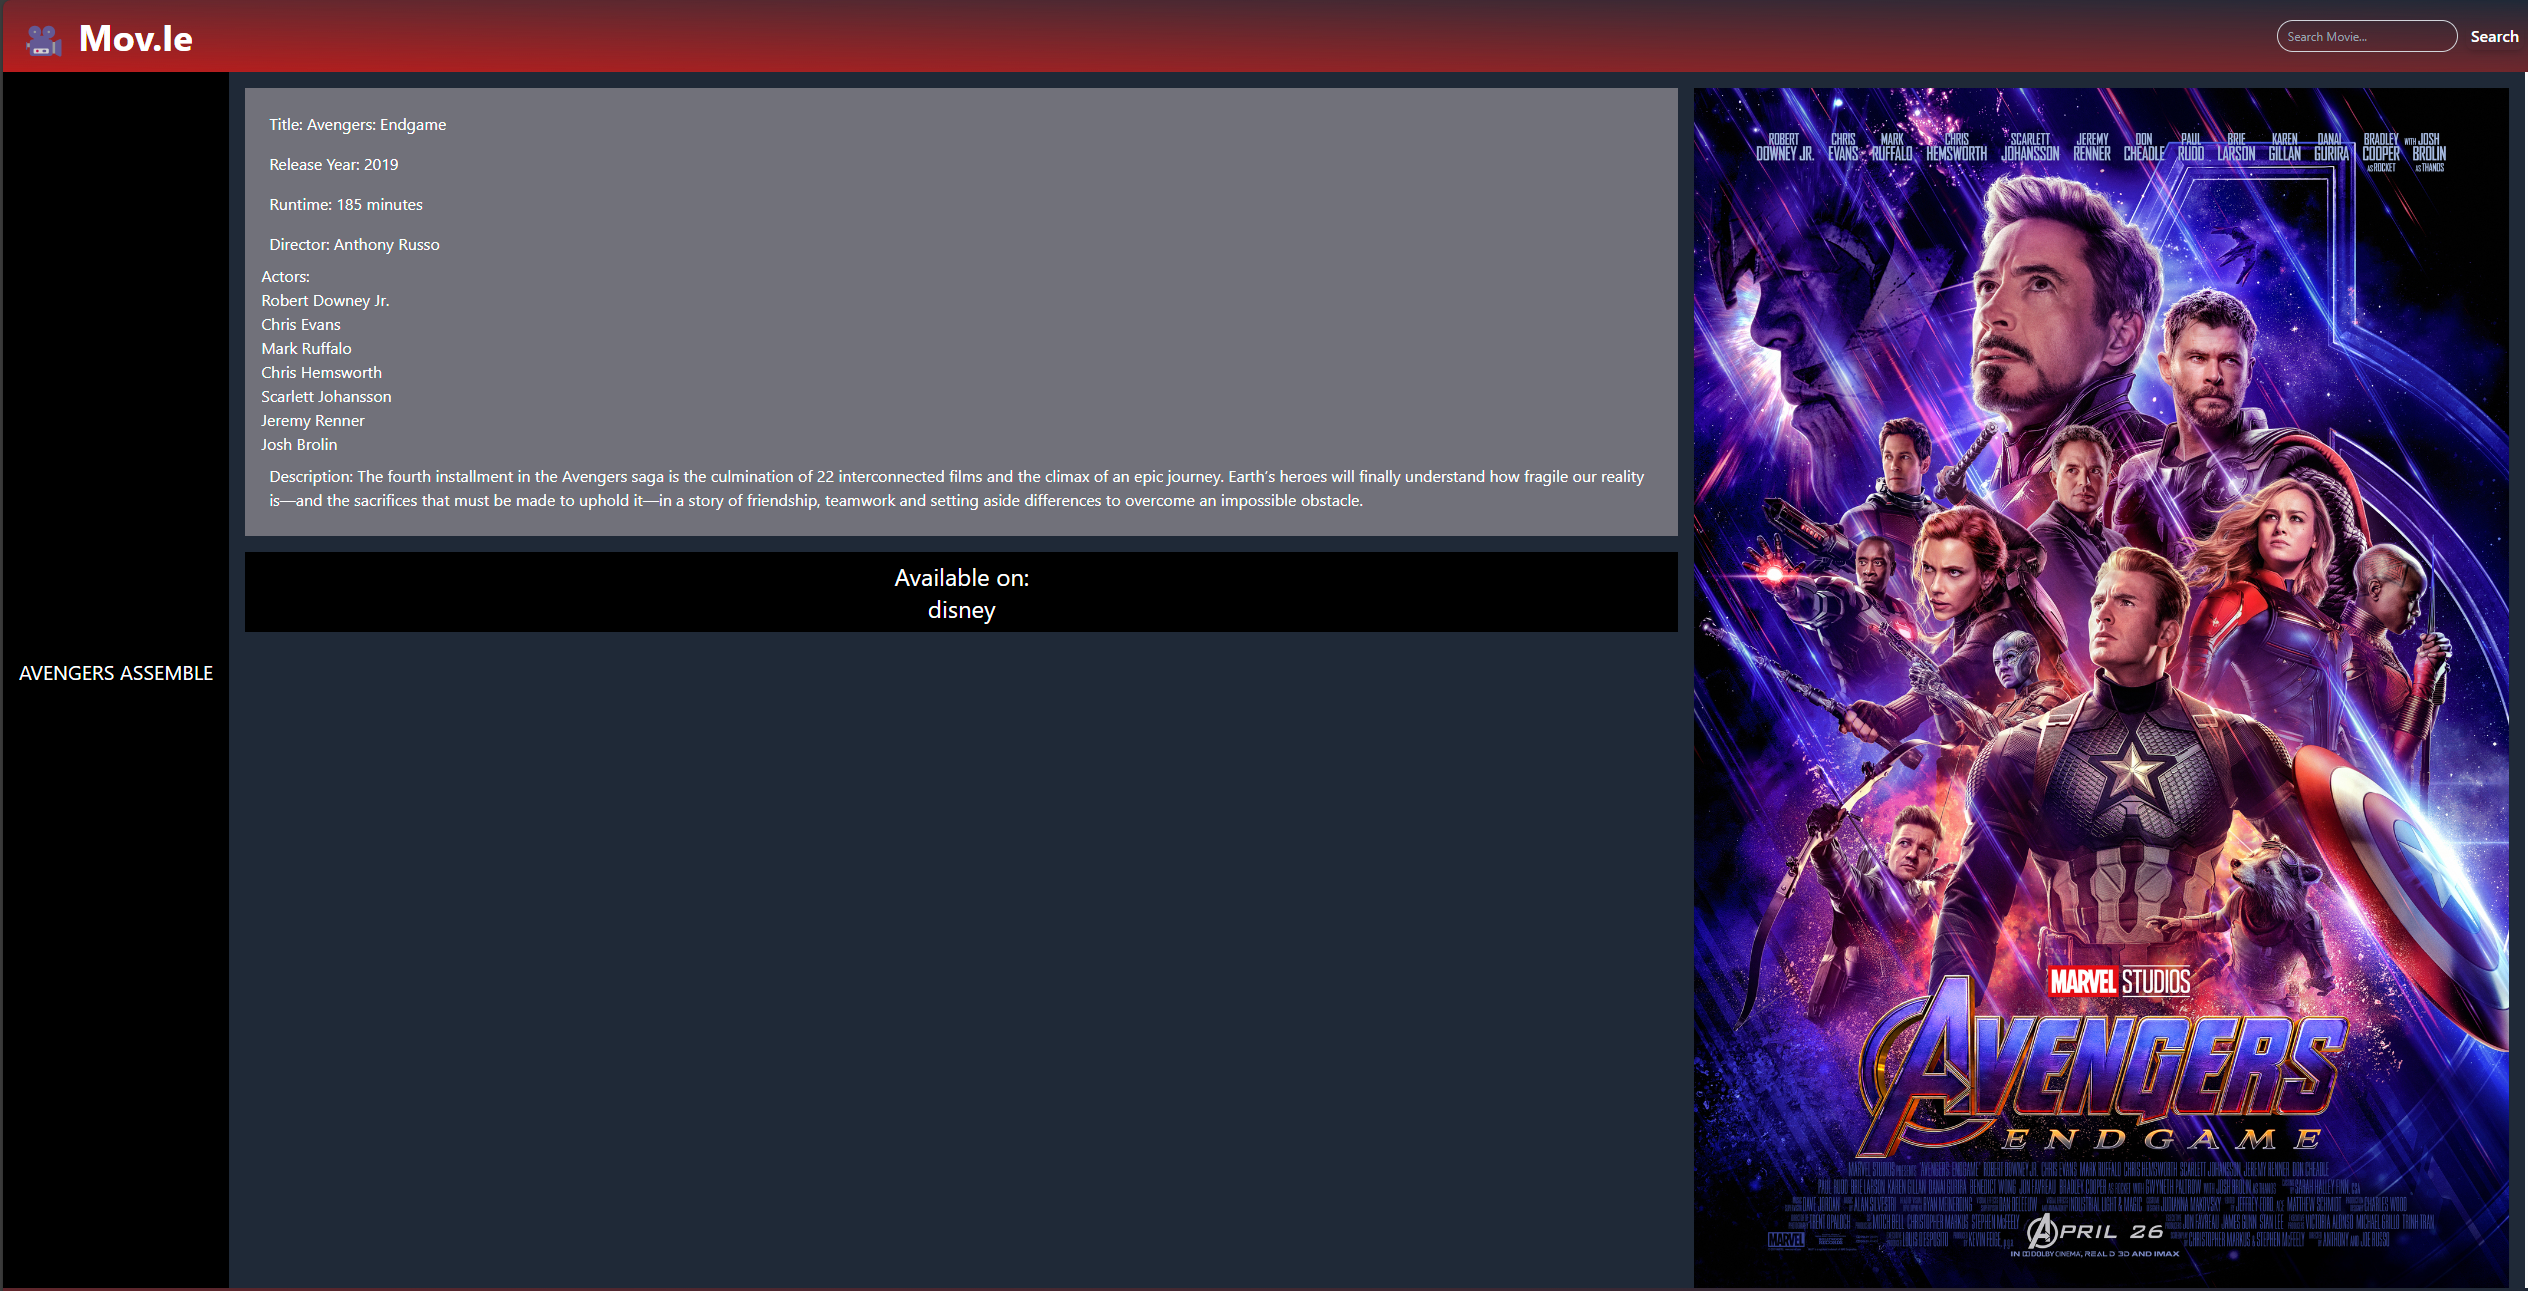 Mov.le
Search Movie...
Search
AVENGERS ASSEMBLE
Title: Avengers: Endgame
Release Year: 2019
Runtime: 185 minutes
Director: Anthony Russo
Actors:
Robert Downey Jr.
Chris Evans
Mark Ruffalo
Chris Hemsworth
Scarlett Johansson
Jeremy Renner
Josh Brolin
Description: The fourth installment in the Avengers saga is the culmination of 22 interconnected films and the climax of an epic journey. Earth's heroes will finally understand how fragile our reality
is—and the sacrifices that must be made to uphold it—in a story of friendship, teamwork and setting aside differences to overcome an impossible obstacle.
Available on:
disney
ROBERT DOWNEY JR. CHRIS EVANS MARK RUFFALO CHRIS HEMSWORTH SCARLETT JOHANSSON JEREMY RENNER DON CHEADLE PAUL RUDD BRIE LARSON KAREN GILLAN DANAI GURIRA BRADLEY COOPER AS ROCKET WITH JOSH BROLIN AS THANOS
MARVEL STUDIOS
AVENGERS
ENDGAME
MARVEL
APRIL 26
IN DOLBY CINEMA, REAL D 3D AND IMAX